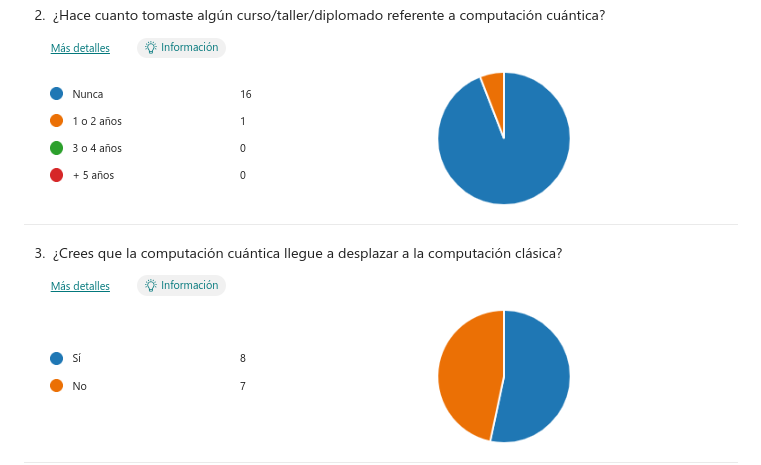 2. ¿Hace cuanto tomaste algún curso/taller/diplomado referente a computación cuántica?
Más detalles Información
Nunca 16
1 o 2 años 1
3 o 4 años 0
+ 5 años 0
3. ¿Crees que la computación cuántica llegue a desplazar a la computación clásica?
Más detalles Información
Sí 8
No 7